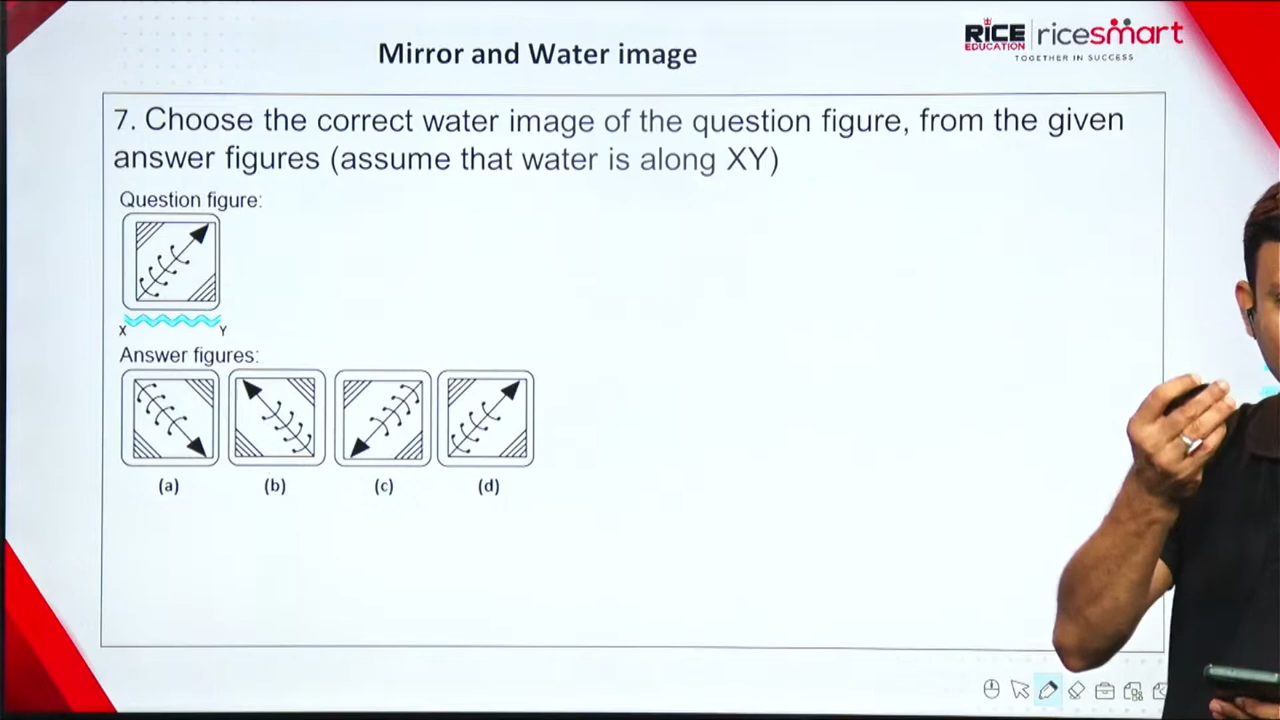 Mirror and Water image
RICE
EDUCATION
ricesmart
TOGETHER IN SUCCESS
7. Choose the correct water image of the question figure, from the given
answer figures (assume that water is along XY)
Question figure:
X Y
Answer figures:
(a) (b) (c) (d)